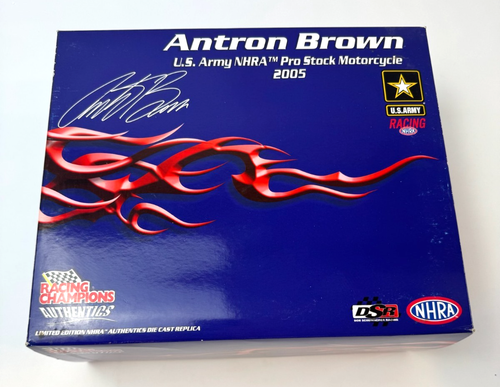 Antron Brown
U.S. Army NHRA™ Pro Stock Motorcycle
2005
U.S.ARMY
RACING
NHRA
RACING
CHAMPIONS
AUTHENTICS
LIMITED EDITION NHRA™ AUTHENTICS DIE CAST REPLICA
DSR
NHRA